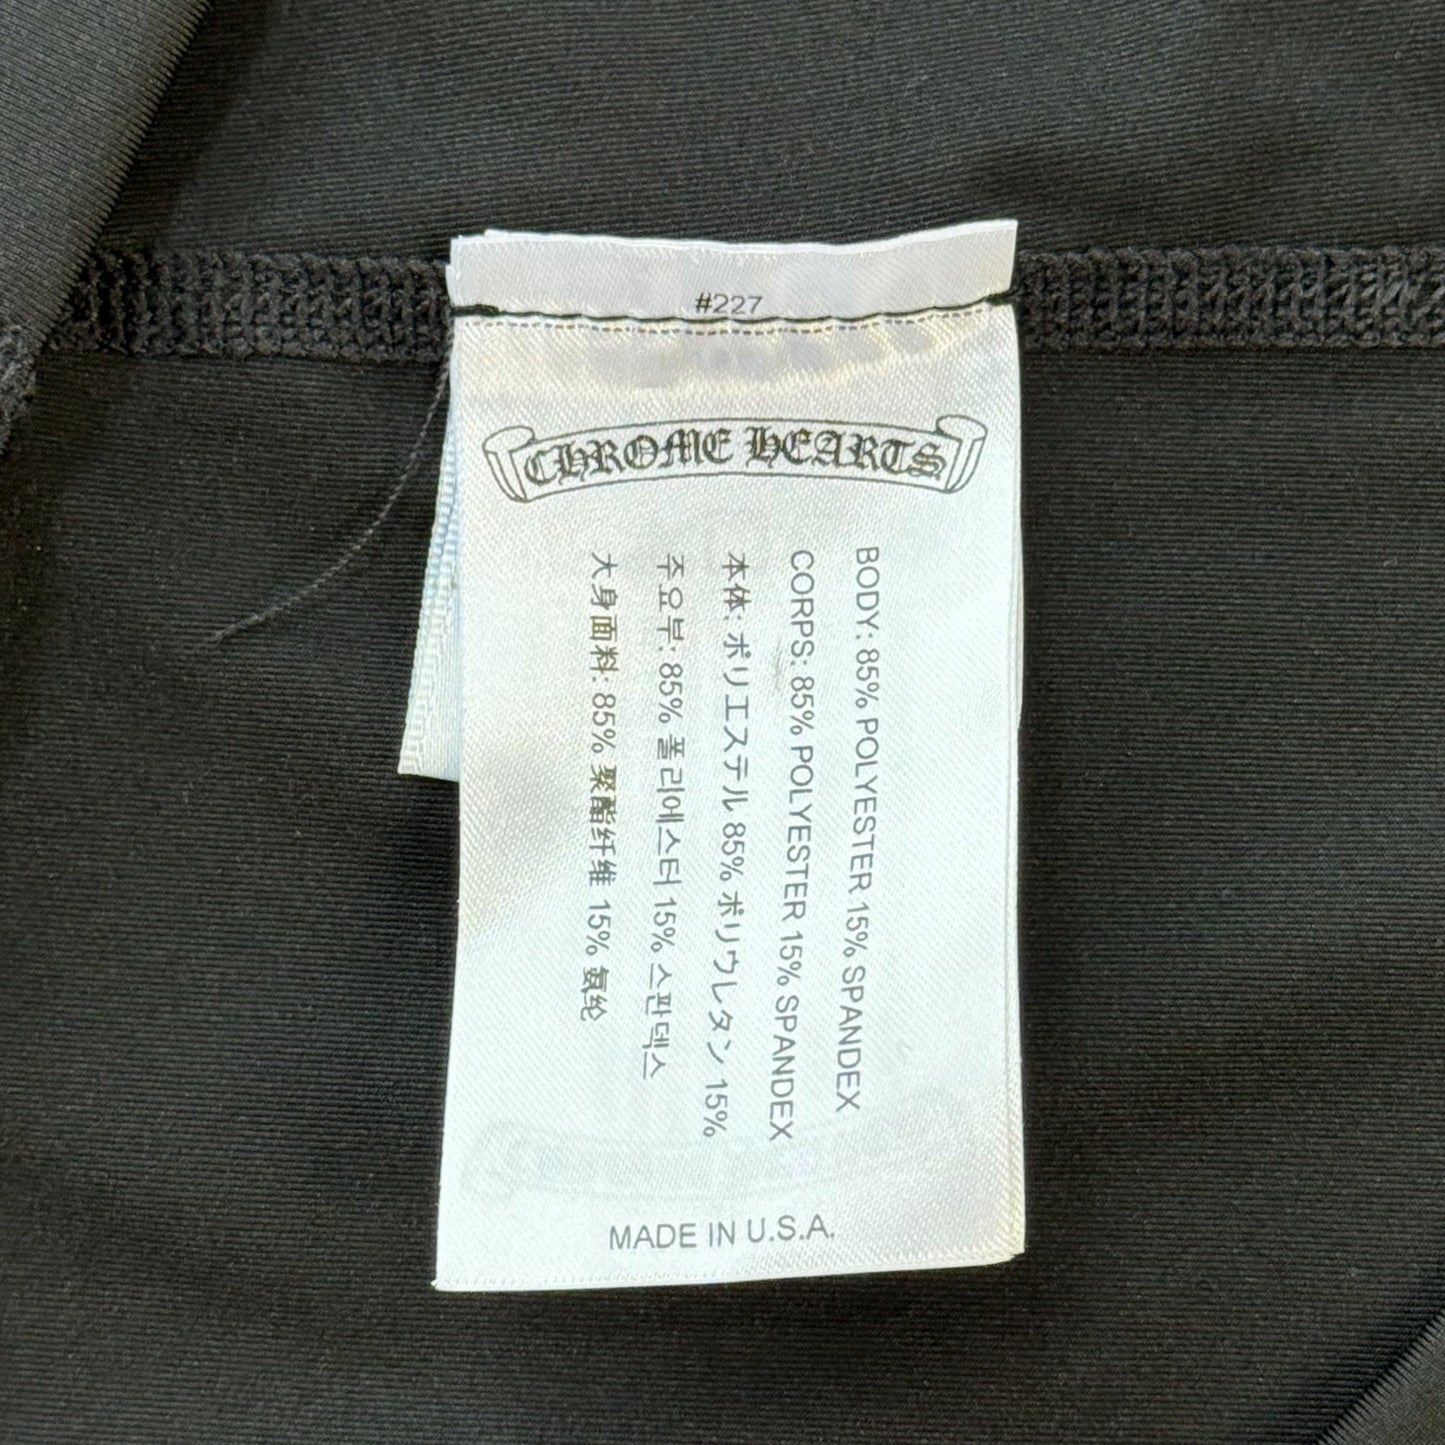 #227
CHROME HEARTS
BODY: 85% POLYESTER 15% SPANDEX
CORPS: 85% POLYESTER 15% SPANDEX
本体: ポリエステル 85% ポリウレタン 15%
주요부: 85% 폴리에스터 15% 스판덱스
大身面料: 85% 聚酯纤维 15% 氨纶
MADE IN U.S.A.